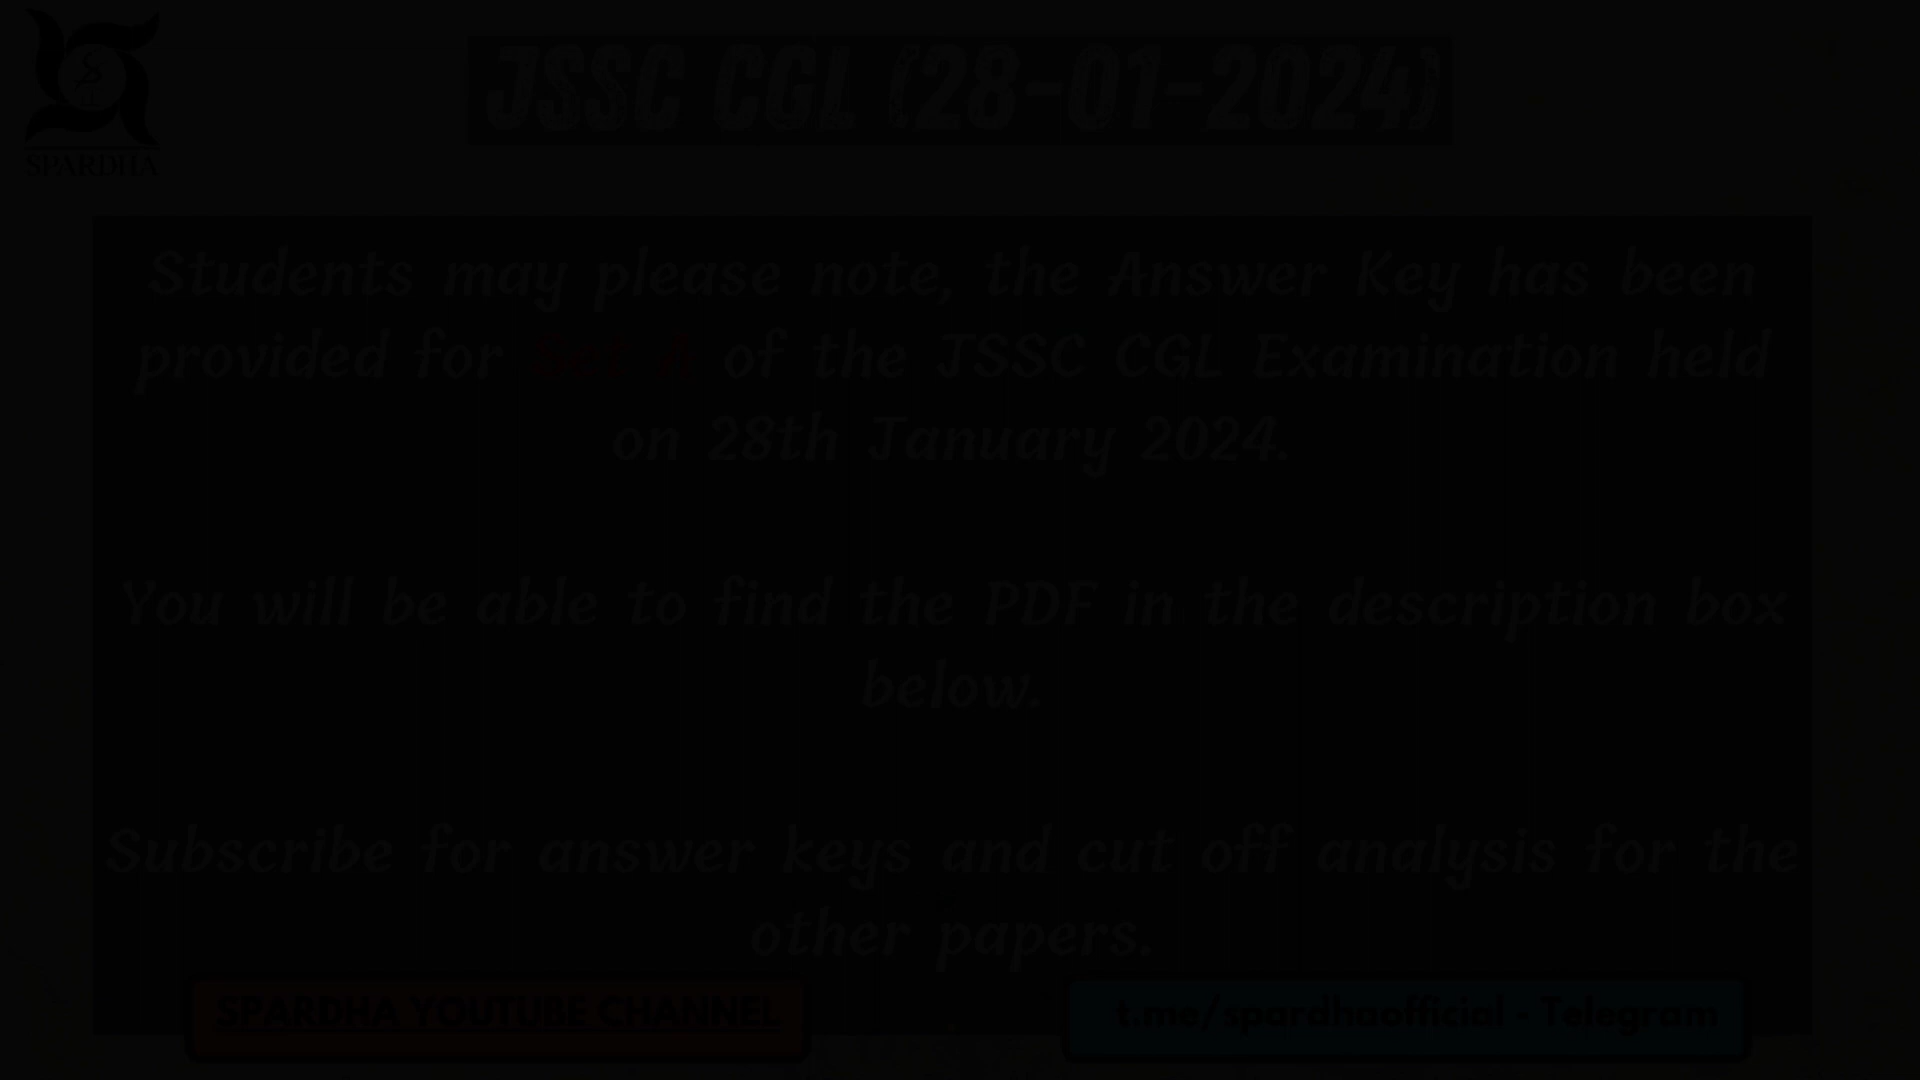 SPARDHA
JSSC CGL (28-01-2024)
Students may please note, the Answer Key has been
provided for Set A of the JSSC CGL Examination held
on 28th January 2024.
You will be able to find the PDF in the description box
below.
Subscribe for answer keys and cut off analysis for the
other papers.
SPARDHA YOUTUBE CHANNEL
t.me/spardhaofficial - Telegram